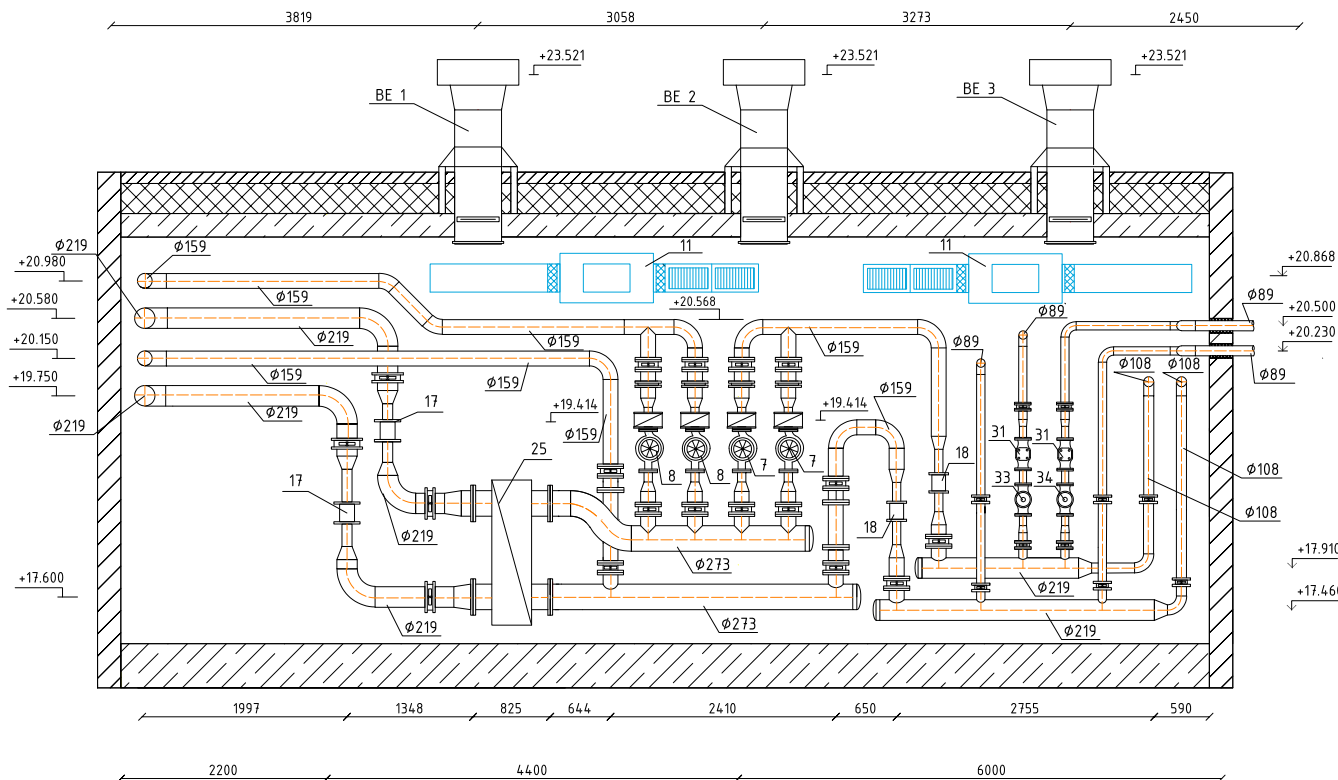 3819
3058
3273
2450
+23.521
+23.521
+23.521
BE 1
BE 2
BE 3
11
11
Ø219
Ø159
+20.980
+20.868
Ø159
+20.580
+20.568
Ø89
Ø89
+20.500
Ø219
Ø159
Ø159
+20.150
+20.230
Ø89
Ø108
Ø108
Ø159
Ø159
Ø89
+19.750
Ø219
Ø219
17
+19.414
+19.414
Ø159
Ø159
25
31
31
8
8
7
7
18
17
33
34
Ø108
Ø219
18
Ø108
Ø273
+17.910
+17.600
Ø219
+17.460
Ø219
Ø273
Ø219
1997
1348
825
644
2410
650
2755
590
2200
4400
6000